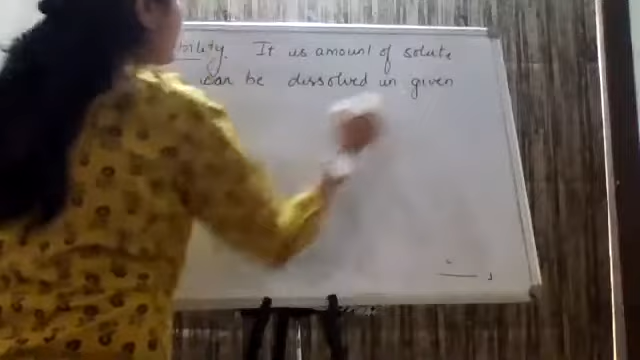 bility. It is amount of solute
can be dissolved in given